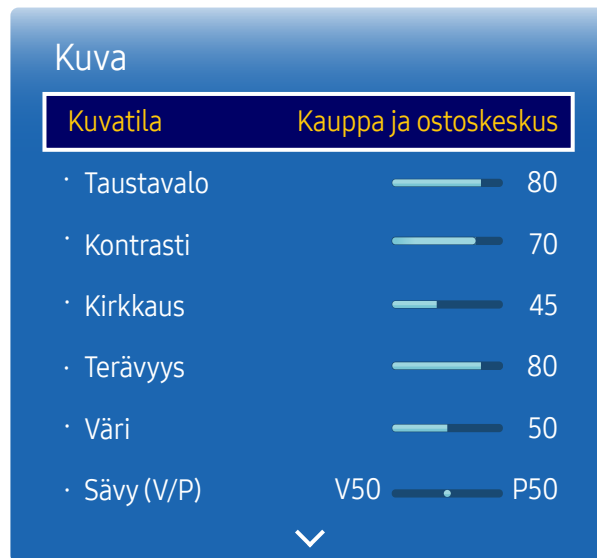 Kuva
Kuvatila Kauppa ja ostoskeskus
· Taustavalo 80
· Kontrasti 70
· Kirkkaus 45
· Terävyys 80
· Väri 50
· Sävy (V/P) V50 P50